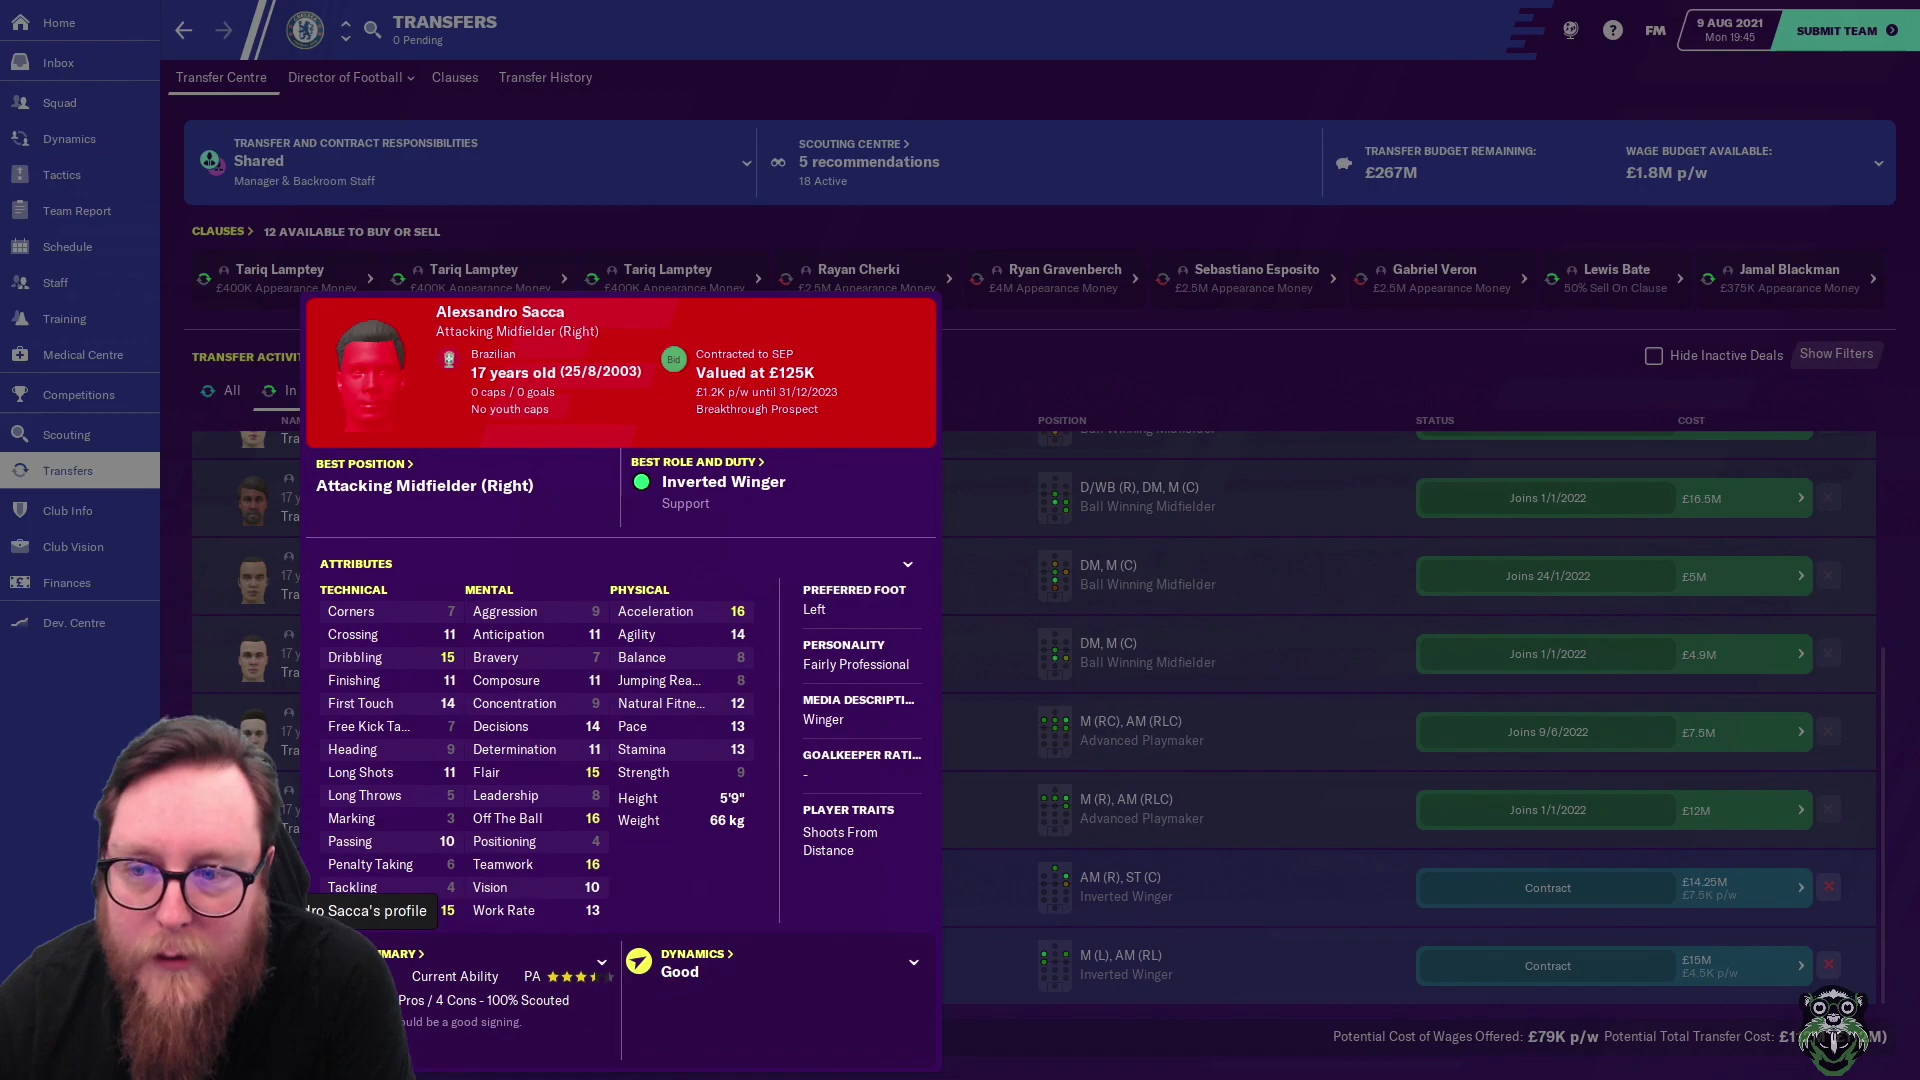 Home
Inbox
Squad
Dynamics
Tactics
Team Report
Schedule
Staff
Training
Medical Centre
Competitions
Scouting
Transfers
Club Info
Club Vision
Finances
Dev. Centre
TRANSFERS
0 Pending
FM
9 AUG 2021
Mon 19:45
SUBMIT TEAM
Transfer Centre
Director of Football
Clauses
Transfer History
TRANSFER AND CONTRACT RESPONSIBILITIES
Shared
Manager & Backroom Staff
SCOUTING CENTRE >
5 recommendations
18 Active
TRANSFER BUDGET REMAINING:
£267M
WAGE BUDGET AVAILABLE:
£1.8M p/w
CLAUSES > 12 AVAILABLE TO BUY OR SELL
Tariq Lamptey
£400K Appearance Money
Tariq Lamptey
£400K Appearance Money
Tariq Lamptey
£400K Appearance Money
Rayan Cherki
£2.5M Appearance Money
Ryan Gravenberch
£4M Appearance Money
Sebastiano Esposito
£2.5M Appearance Money
Gabriel Veron
£2.5M Appearance Money
Lewis Bate
50% Sell On Clause
Jamal Blackman
£375K Appearance Money
TRANSFER ACTIVI
Hide Inactive Deals
Show Filters
All
In
POSITION
STATUS
COST
Ball Winning Midfielder
D/WB (R), DM, M (C)
Ball Winning Midfielder
Joins 1/1/2022
£16.5M
DM, M (C)
Ball Winning Midfielder
Joins 24/1/2022
£5M
DM, M (C)
Ball Winning Midfielder
Joins 1/1/2022
£4.9M
M (RC), AM (RLC)
Advanced Playmaker
Joins 9/6/2022
£7.5M
M (R), AM (RLC)
Advanced Playmaker
Joins 1/1/2022
£12M
AM (R), ST (C)
Inverted Winger
Contract
£14.25M
£7.5K p/w
M (L), AM (RL)
Inverted Winger
Contract
£15M
£4.5K p/w
Potential Cost of Wages Offered: £79K p/w Potential Total Transfer Cost:
Alexsandro Sacca
Attacking Midfielder (Right)
Brazilian
17 years old (25/8/2003)
0 caps / 0 goals
No youth caps
Bid
Contracted to SEP
Valued at £125K
£1.2K p/w until 31/12/2023
Breakthrough Prospect
BEST POSITION >
Attacking Midfielder (Right)
BEST ROLE AND DUTY >
Inverted Winger
Support
ATTRIBUTES
TECHNICAL
Corners 7
Crossing 11
Dribbling 15
Finishing 11
First Touch 14
Free Kick Ta... 7
Heading 9
Long Shots 11
Long Throws 5
Marking 3
Passing 10
Penalty Taking 6
Tackling 4
dro Sacca's profile 15
MENTAL
Aggression 9
Anticipation 11
Bravery 7
Composure 11
Concentration 9
Decisions 14
Determination 11
Flair 15
Leadership 8
Off The Ball 16
Positioning 4
Teamwork 16
Vision 10
Work Rate 13
PHYSICAL
Acceleration 16
Agility 14
Balance 8
Jumping Rea... 8
Natural Fitne... 12
Pace 13
Stamina 13
Strength 9
Height 5'9"
Weight 66 kg
PREFERRED FOOT
Left
PERSONALITY
Fairly Professional
MEDIA DESCRIPTI...
Winger
GOALKEEPER RATI...
-
PLAYER TRAITS
Shoots From
Distance
MARY >
Current Ability PA
Pros / 4 Cons - 100% Scouted
ould be a good signing.
DYNAMICS >
Good